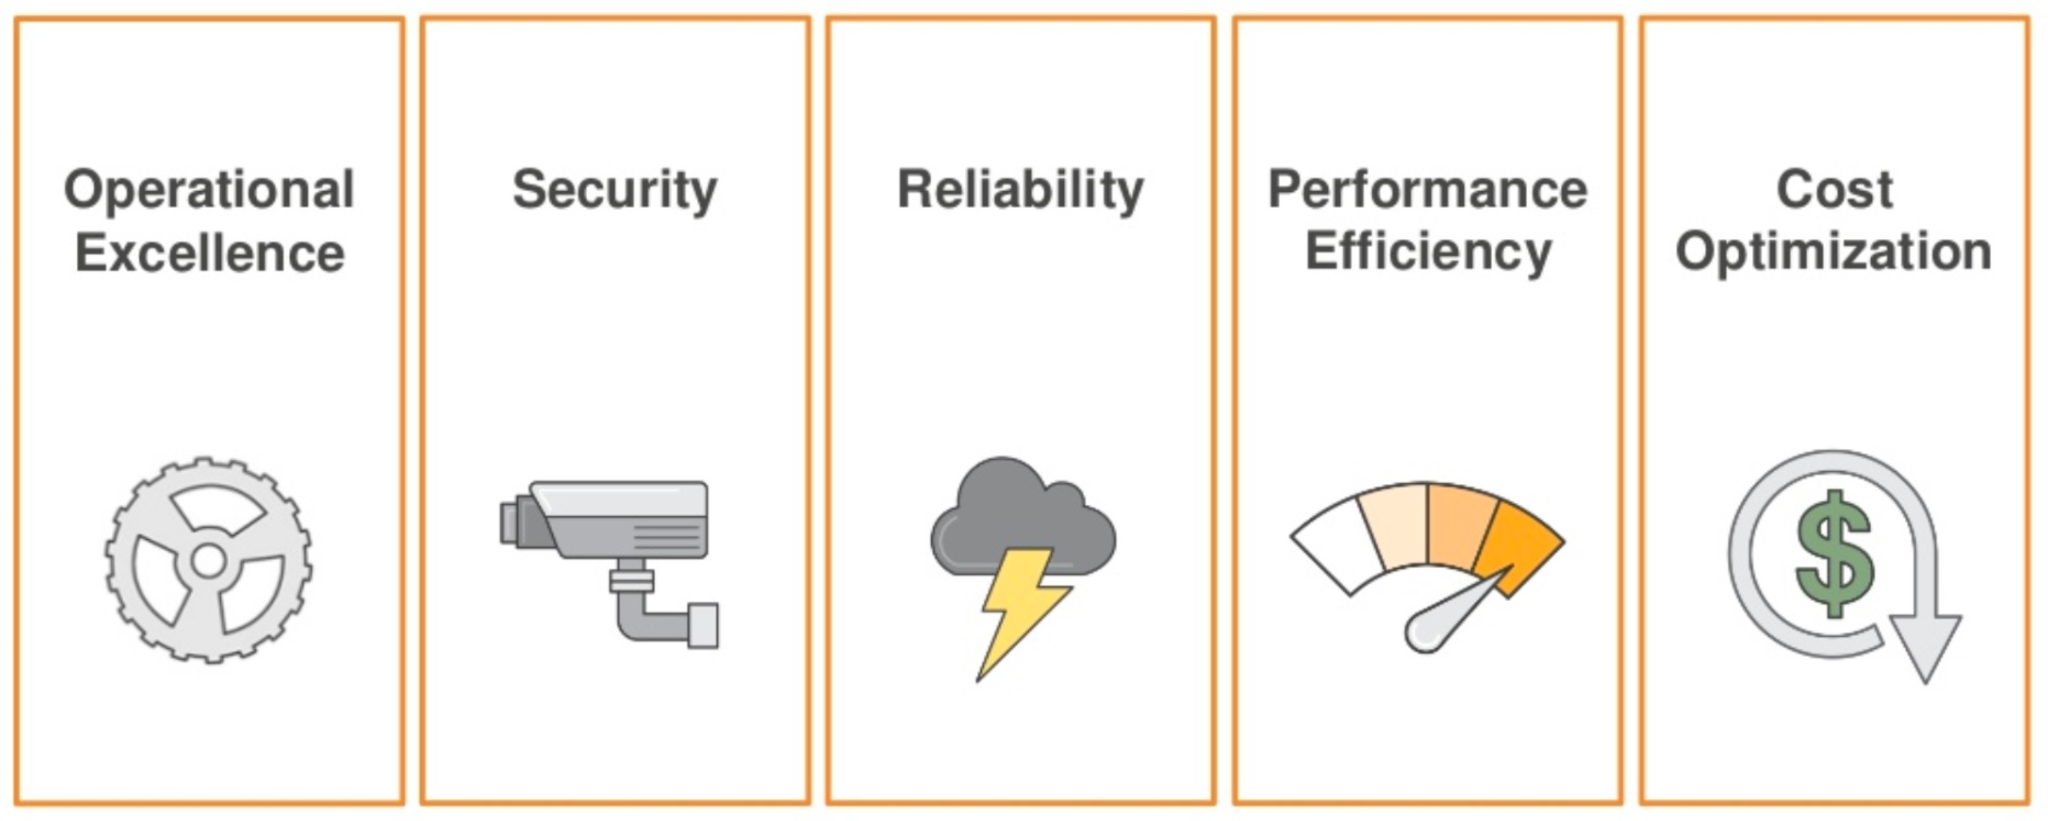 Operational
Excellence
Security
Reliability
Performance
Efficiency
Cost
Optimization
$